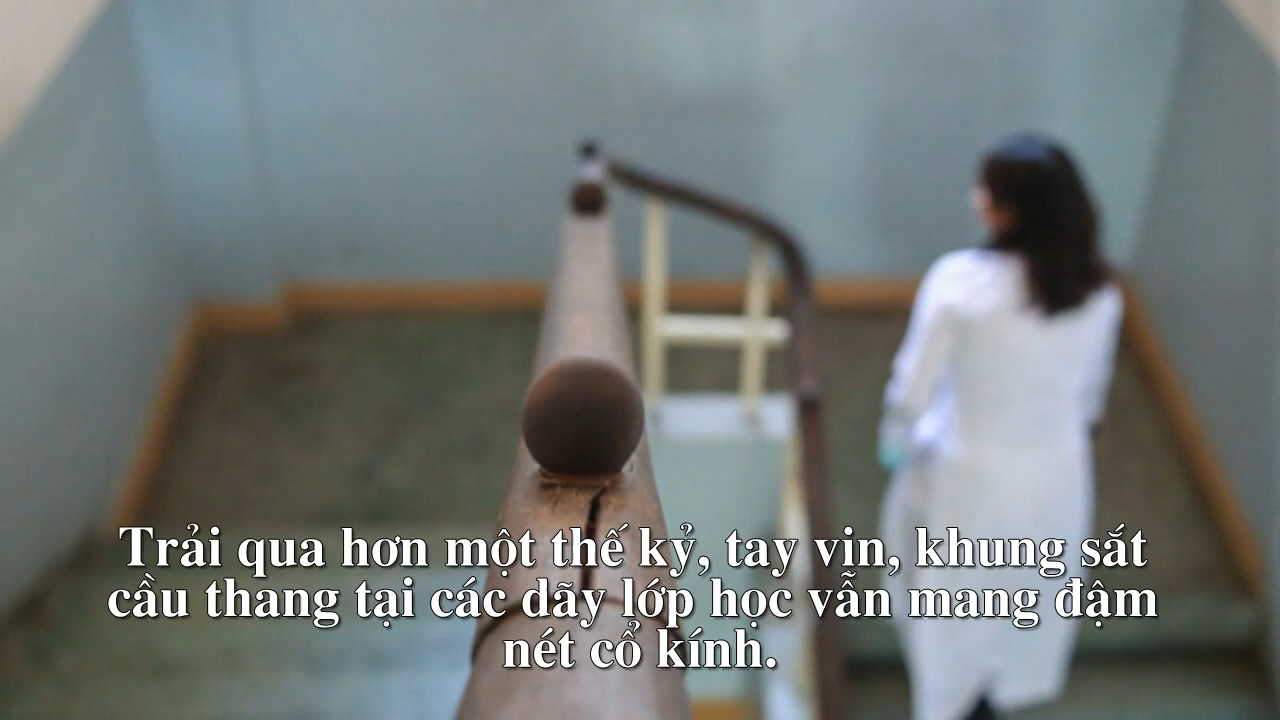 Trải qua hơn một thế kỷ, tay vịn, khung sắt
cầu thang tại các dãy lớp học vẫn mang đậm
nét cổ kính.